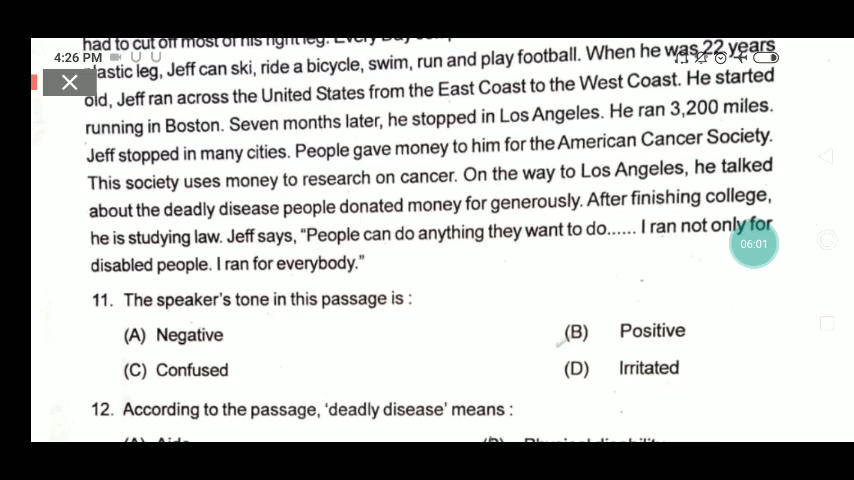 had to cut off most of his right leg. Every Day
4:26 PM
plastic leg, Jeff can ski, ride a bicycle, swim, run and play football. When he was 22 years
old, Jeff ran across the United States from the East Coast to the West Coast. He started
running in Boston. Seven months later, he stopped in Los Angeles. He ran 3,200 miles.
Jeff stopped in many cities. People gave money to him for the American Cancer Society.
This society uses money to research on cancer. On the way to Los Angeles, he talked
about the deadly disease people donated money for generously. After finishing college,
he is studying law. Jeff says, “People can do anything they want to do...... I ran not only for
06:01
disabled people. I ran for everybody.”
11. The speaker's tone in this passage is :
(A) Negative (B) Positive
(C) Confused (D) Irritated
12. According to the passage, ‘deadly disease’ means :
(A) Aids (B) Physical disability